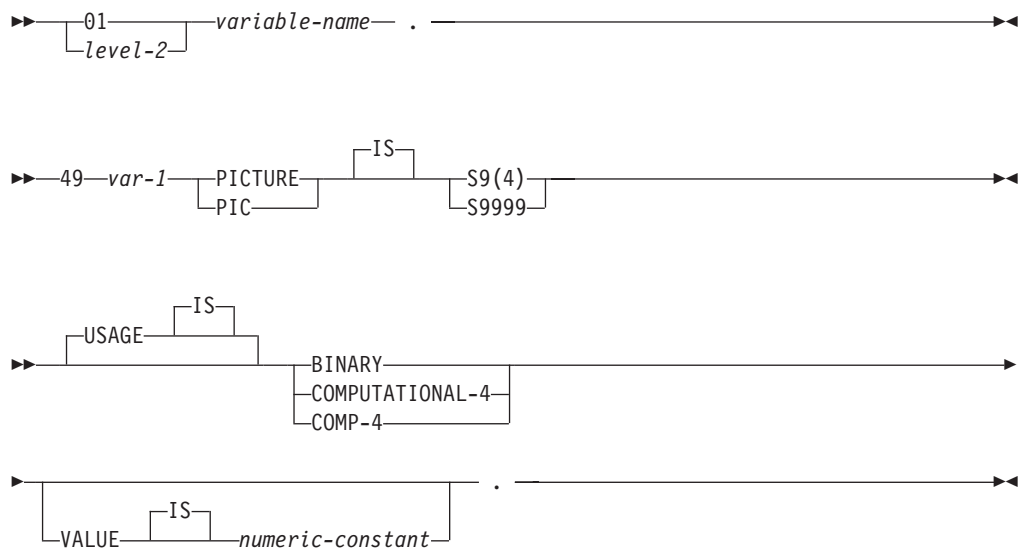 01 variable-name .
level-2
IS
49 var-1 PICTURE S9(4)
PIC S9999
IS
USAGE
BINARY
COMPUTATIONAL-4
COMP-4
.
IS
VALUE numeric-constant